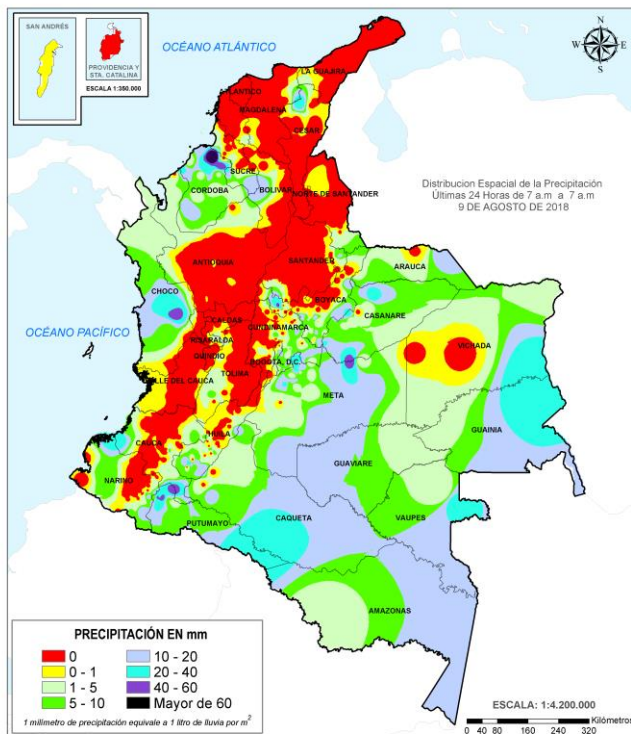 SAN ANDRÉS
PROVIDENCIA Y
STA. CATALINA
ESCALA 1:350.000
OCÉANO ATLÁNTICO
N
W E
S
LA GUAJIRA
ATLANTICO
MAGDALENA
CESAR
SUCRE
CORDOBA
BOLIVAR
NORTE DE SANTANDER
Distribucion Espacial de la Precipitación
Últimas 24 Horas de 7 a.m a 7 a.m
9 DE AGOSTO DE 2018
ANTIOQUIA
SANTANDER
ARAUCA
CHOCO
BOYACA
CASANARE
OCÉANO PACÍFICO
CALDAS
CUNDINAMARCA
RISARALDA
QUINDIO
BOGOTA, D.C.
VICHADA
VALLE DEL CAUCA
TOLIMA
META
GUAINIA
CAUCA
HUILA
GUAVIARE
NARIÑO
PUTUMAYO
CAQUETA
VAUPES
AMAZONAS
PRECIPITACIÓN EN mm
0 10 - 20
0 - 1 20 - 40
1 - 5 40 - 60
5 - 10 Mayor de 60
1 milimetro de precipitación equivale a 1 litro de lluvia por m²
ESCALA: 1:4.200.000
Kilómetros
0 40 80 160 240 320